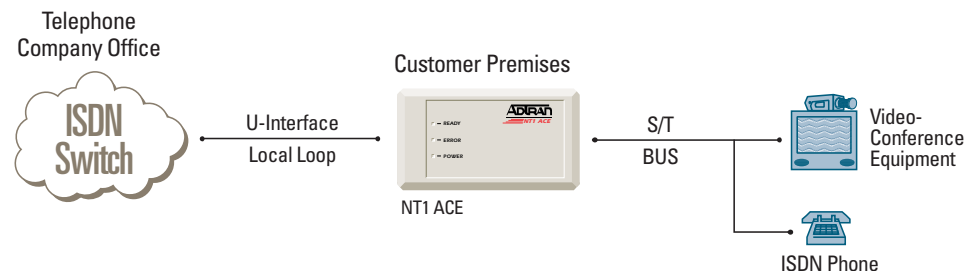 Telephone
Company Office
ISDN
Switch
U-Interface
Local Loop
Customer Premises
ADTRAN
NT1 ACE
READY
ERROR
POWER
NT1 ACE
S/T
BUS
Video-
Conference
Equipment
ISDN Phone